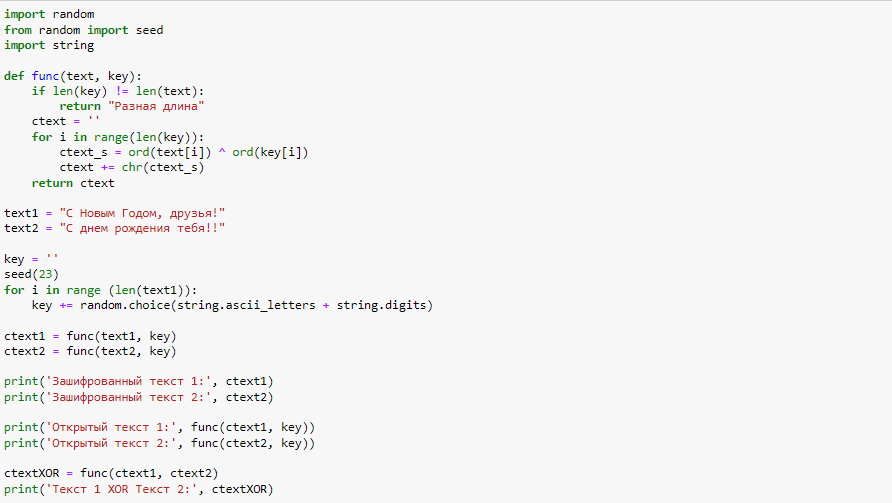 import random
from random import seed
import string
def func(text, key):
    if len(key) != len(text):
        return "Разная длина"
    ctext = ''
    for i in range(len(key)):
        ctext_s = ord(text[i]) ^ ord(key[i])
        ctext += chr(ctext_s)
    return ctext
text1 = "С Новым Годом, друзья!"
text2 = "С днем рождения тебя!!"
key = ''
seed(23)
for i in range (len(text1)):
    key += random.choice(string.ascii_letters + string.digits)
ctext1 = func(text1, key)
ctext2 = func(text2, key)
print('Зашифрованный текст 1:', ctext1)
print('Зашифрованный текст 2:', ctext2)
print('Открытый текст 1:', func(ctext1, key))
print('Открытый текст 2:', func(ctext2, key))
ctextXOR = func(ctext1, ctext2)
print('Текст 1 XOR Текст 2:', ctextXOR)